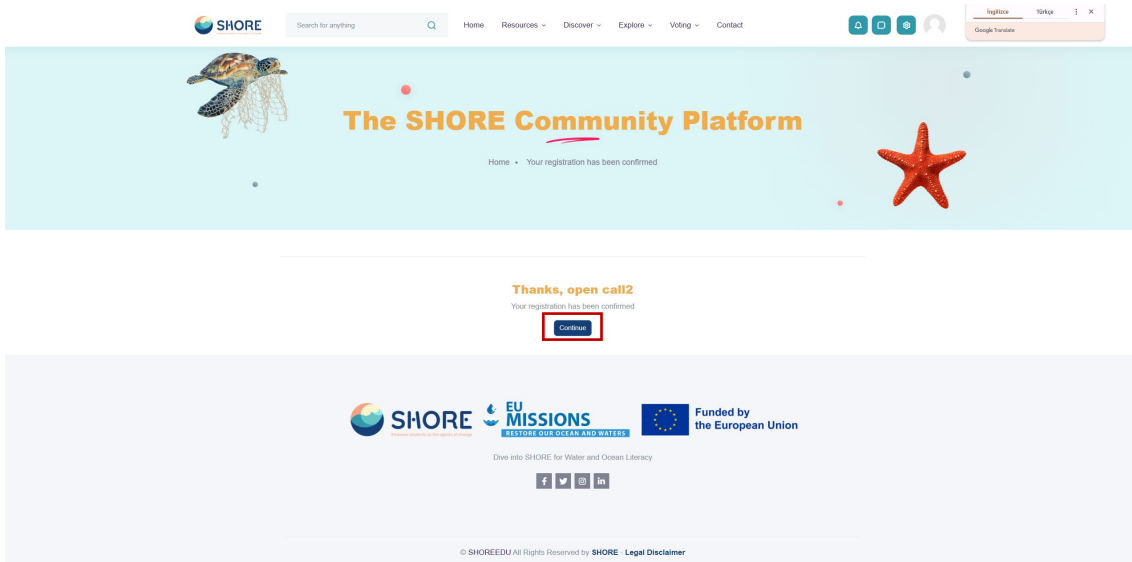 SHORE
Search for anything
Home Resources Discover Explore Voting Contact
İngilizce Türkçe
Google Translate
The SHORE Community Platform
Home • Your registration has been confirmed
Thanks, open call2
Your registration has been confirmed
Continue
SHORE
EU
MISSIONS
RESTORE OUR OCEAN AND WATERS
Funded by
the European Union
Dive into SHORE for Water and Ocean Literacy
© SHOREEDU All Rights Reserved by SHORE - Legal Disclaimer